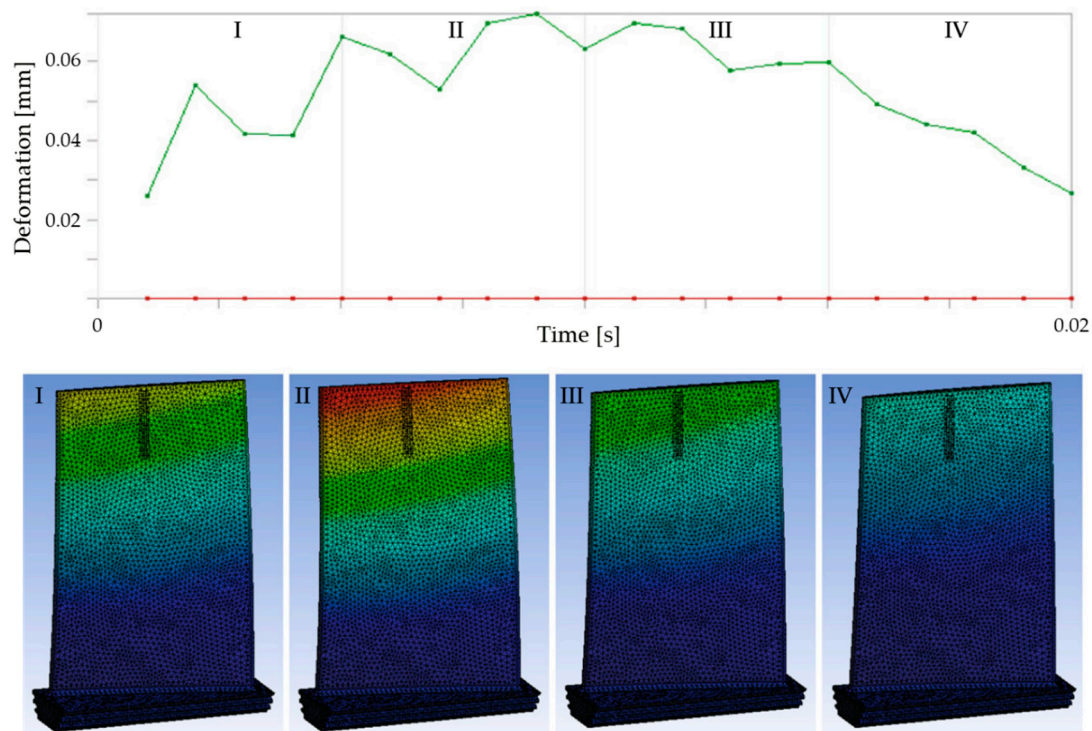 I II III IV
Deformation [mm]
0.06
0.04
0.02
0 0.02
Time [s]
I II III IV